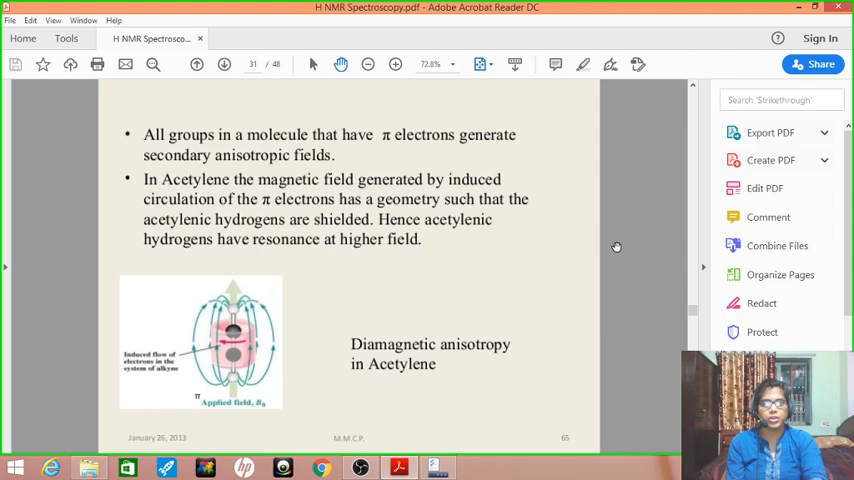 H NMR Spectroscopy.pdf - Adobe Acrobat Reader DC
File Edit View Window Help
Home Tools H NMR Spectrosco... × Sign In
31 / 48 72.8% Share
• All groups in a molecule that have π electrons generate
secondary anisotropic fields.
• In Acetylene the magnetic field generated by induced
circulation of the π electrons has a geometry such that the
acetylenic hydrogens are shielded. Hence acetylenic
hydrogens have resonance at higher field.
Induced flow of
electrons in the
system of alkyne
π
Applied field, B₀
Diamagnetic anisotropy
in Acetylene
January 26, 2013 M.M.C.P. 65
Search 'Strikethrough'
Export PDF
Create PDF
Edit PDF
Comment
Combine Files
Organize Pages
Redact
Protect
hp